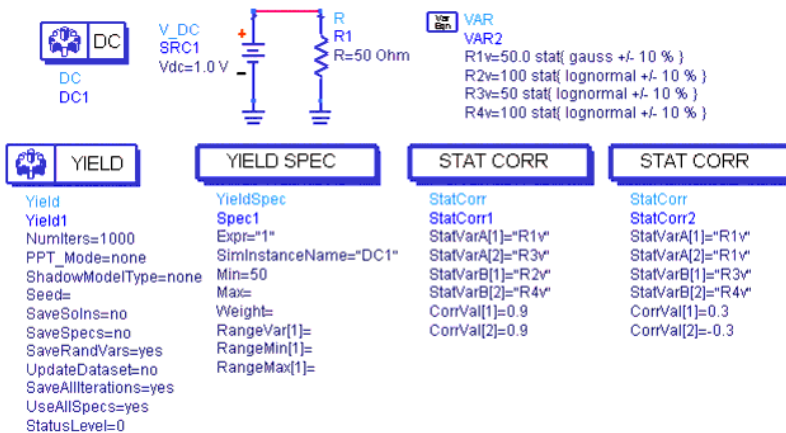 DC
DC
DC1
V_DC
SRC1
Vdc=1.0 V
+
−
R
R1
R=50 Ohm
Var
Eqn
VAR
VAR2
R1v=50.0 stat{ gauss +/- 10 % }
R2v=100 stat{ lognormal +/- 10 % }
R3v=50 stat{ lognormal +/- 10 % }
R4v=100 stat{ lognormal +/- 10 % }
YIELD
Yield
Yield1
NumIters=1000
PPT_Mode=none
ShadowModelType=none
Seed=
SaveSolns=no
SaveSpecs=no
SaveRandVars=yes
UpdateDataset=no
SaveAllIterations=yes
UseAllSpecs=yes
StatusLevel=0
YIELD SPEC
YieldSpec
Spec1
Expr="1"
SimInstanceName="DC1"
Min=50
Max=
Weight=
RangeVar[1]=
RangeMin[1]=
RangeMax[1]=
STAT CORR
StatCorr
StatCorr1
StatVarA[1]="R1v"
StatVarA[2]="R3v"
StatVarB[1]="R2v"
StatVarB[2]="R4v"
CorrVal[1]=0.9
CorrVal[2]=0.9
STAT CORR
StatCorr
StatCorr2
StatVarA[1]="R1v"
StatVarA[2]="R1v"
StatVarB[1]="R3v"
StatVarB[2]="R4v"
CorrVal[1]=0.3
CorrVal[2]=-0.3